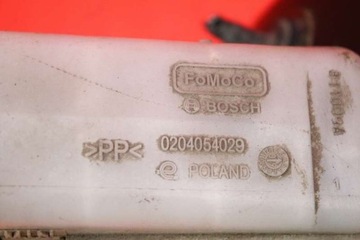 FoMoCo
BOSCH
>PP< 0204054029
POLAND